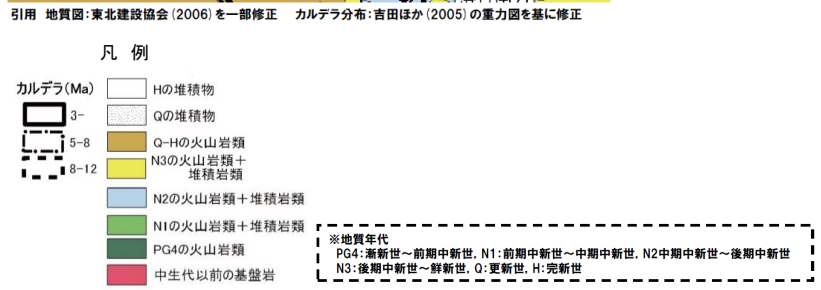 引用　地質図：東北建設協会（2006）を一部修正　カルデラ分布：吉田ほか（2005）の重力図を基に修正
凡　例
カルデラ（Ma）
3-
5-8
8-12
Hの堆積物
Qの堆積物
Q-Hの火山岩類
N3の火山岩類＋
堆積岩類
N2の火山岩類＋堆積岩類
N1の火山岩類＋堆積岩類
PG4の火山岩類
中生代以前の基盤岩
※地質年代
PG4：漸新世～前期中新世，N1：前期中新世～中期中新世，N2中期中新世～後期中新世
N3：後期中新世～鮮新世，Q：更新世，H：完新世